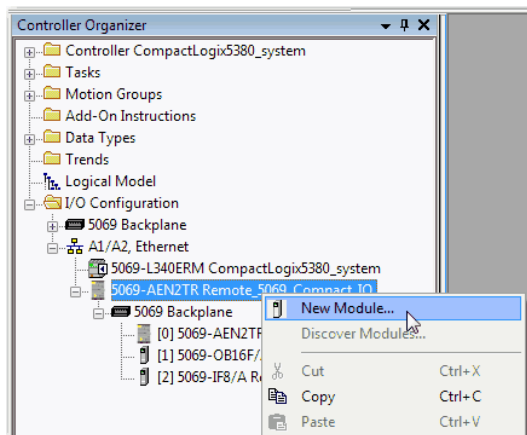 Controller Organizer
Controller CompactLogix5380_system
Tasks
Motion Groups
Add-On Instructions
Data Types
Trends
Logical Model
I/O Configuration
5069 Backplane
A1/A2, Ethernet
5069-L340ERM CompactLogix5380_system
5069-AEN2TR Remote_5069_Compact_IO
5069 Backplane
[0] 5069-AEN2TR
[1] 5069-OB16F/
[2] 5069-IF8/A Re
New Module...
Discover Modules...
Cut Ctrl+X
Copy Ctrl+C
Paste Ctrl+V